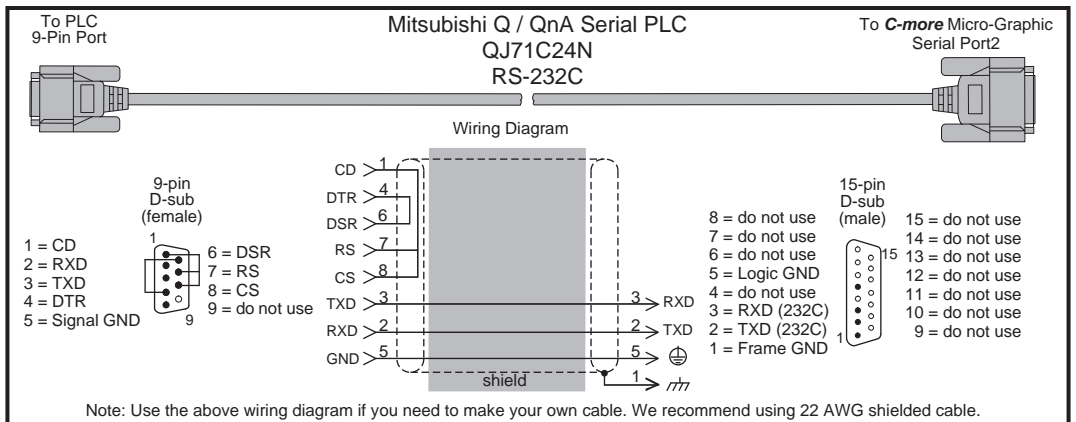 To PLC
9-Pin Port
Mitsubishi Q / QnA Serial PLC
QJ71C24N
RS-232C
To C-more Micro-Graphic
Serial Port2
Wiring Diagram
9-pin
D-sub
(female)
1
9
1 = CD
2 = RXD
3 = TXD
4 = DTR
5 = Signal GND
6 = DSR
7 = RS
8 = CS
9 = do not use
CD 1
DTR 4
DSR 6
RS 7
CS 8
TXD 3
RXD 2
GND 5
shield
3 RXD
2 TXD
5
1
8 = do not use
7 = do not use
6 = do not use
5 = Logic GND
4 = do not use
3 = RXD (232C)
2 = TXD (232C)
1 = Frame GND
15-pin
D-sub
(male)
15
1
15 = do not use
14 = do not use
13 = do not use
12 = do not use
11 = do not use
10 = do not use
9 = do not use
Note: Use the above wiring diagram if you need to make your own cable. We recommend using 22 AWG shielded cable.